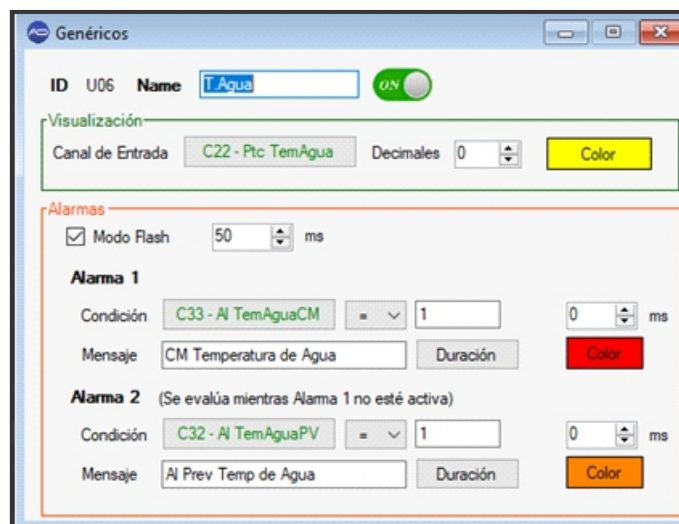 Genéricos
ID U06 Name T.Agua ON
Visualización
Canal de Entrada C22 - Ptc TemAgua Decimales 0 Color
Alarmas
Modo Flash 50 ms
Alarma 1
Condición C33 - Al TemAguaCM = 1 0 ms
Mensaje CM Temperatura de Agua Duración Color
Alarma 2 (Se evalúa mientras Alarma 1 no esté activa)
Condición C32 - Al TemAguaPV = 1 0 ms
Mensaje Al Prev Temp de Agua Duración Color